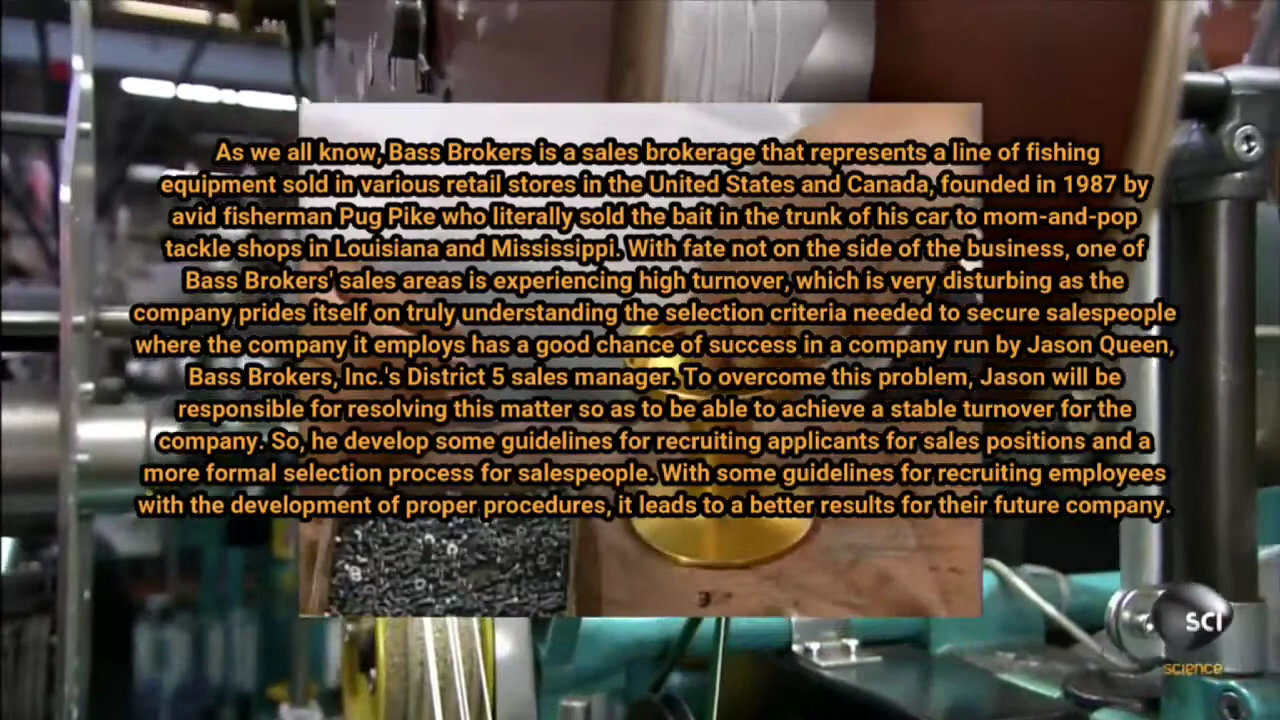 As we all know, Bass Brokers is a sales brokerage that represents a line of fishing
equipment sold in various retail stores in the United States and Canada, founded in 1987 by
avid fisherman Pug Pike who literally sold the bait in the trunk of his car to mom-and-pop
tackle shops in Louisiana and Mississippi. With fate not on the side of the business, one of
Bass Brokers' sales areas is experiencing high turnover, which is very disturbing as the
company prides itself on truly understanding the selection criteria needed to secure salespeople
where the company it employs has a good chance of success in a company run by Jason Queen,
Bass Brokers, Inc.'s District 5 sales manager. To overcome this problem, Jason will be
responsible for resolving this matter so as to be able to achieve a stable turnover for the
company. So, he develop some guidelines for recruiting applicants for sales positions and a
more formal selection process for salespeople. With some guidelines for recruiting employees
with the development of proper procedures, it leads to a better results for their future company.
sci
science